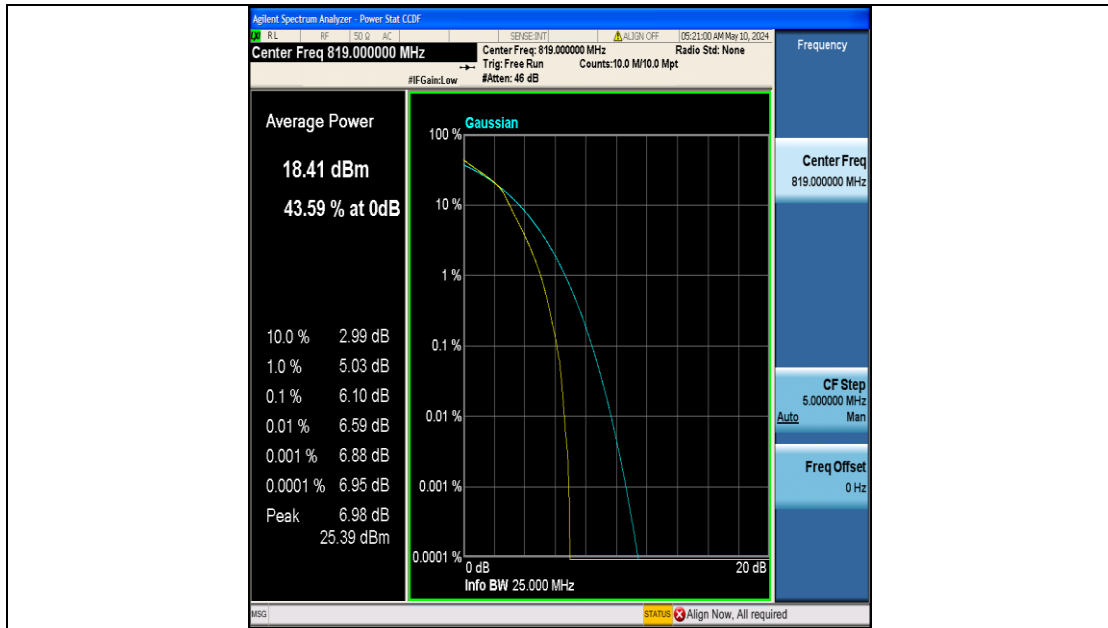 Agilent Spectrum Analyzer - Power Stat CCDF
RL RF 50 Ω AC SENSE:INT ALIGN OFF 05:21:00 AM May 10, 2024
Center Freq 819.000000 MHz
Center Freq: 819.000000 MHz Radio Std: None
Trig: Free Run Counts:10.0 M/10.0 Mpt
#IFGain:Low #Atten: 46 dB
Frequency
Average Power
18.41 dBm
43.59 % at 0dB
10.0 % 2.99 dB
1.0 % 5.03 dB
0.1 % 6.10 dB
0.01 % 6.59 dB
0.001 % 6.88 dB
0.0001 % 6.95 dB
Peak 6.98 dB
25.39 dBm
Gaussian
100 %
10 %
1 %
0.1 %
0.01 %
0.001 %
0.0001 %
0 dB 20 dB
Info BW 25.000 MHz
Center Freq
819.000000 MHz
CF Step
5.000000 MHz
Auto Man
Freq Offset
0 Hz
MSG STATUS Align Now, All required